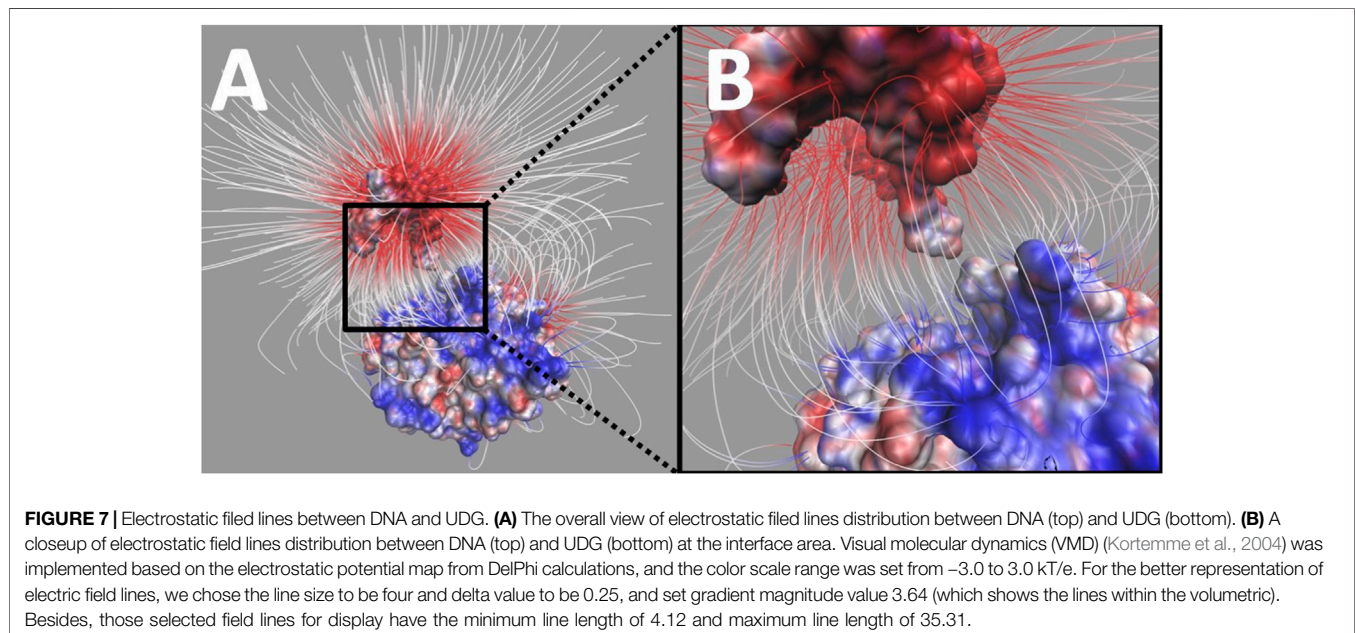 A
B
FIGURE 7 | Electrostatic filed lines between DNA and UDG. (A) The overall view of electrostatic filed lines distribution between DNA (top) and UDG (bottom). (B) A
closeup of electrostatic field lines distribution between DNA (top) and UDG (bottom) at the interface area. Visual molecular dynamics (VMD) (Kortemme et al., 2004) was
implemented based on the electrostatic potential map from DelPhi calculations, and the color scale range was set from −3.0 to 3.0 kT/e. For the better representation of
electric field lines, we chose the line size to be four and delta value to be 0.25, and set gradient magnitude value 3.64 (which shows the lines within the volumetric).
Besides, those selected field lines for display have the minimum line length of 4.12 and maximum line length of 35.31.